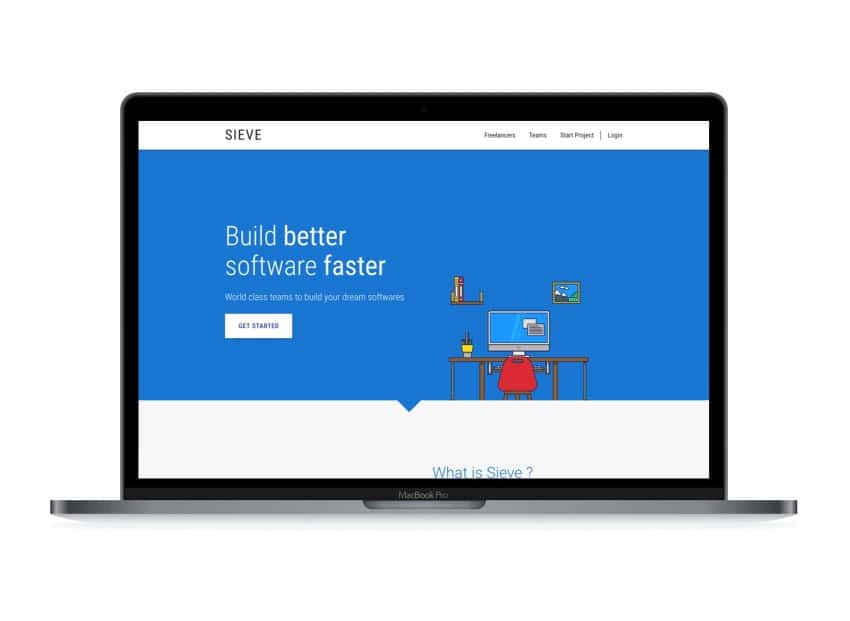 SIEVE
Freelancers Teams Start Project | Login
Build better
software faster
World class teams to build your dream softwares
GET STARTED
What is Sieve ?
MacBook Pro